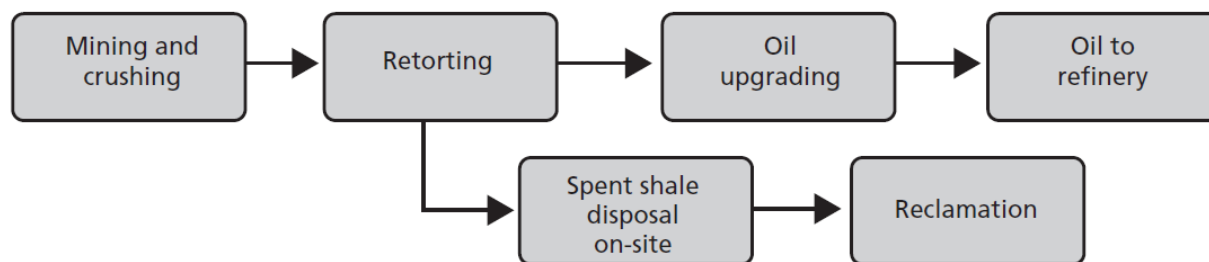 Mining and
crushing
Retorting
Oil
upgrading
Oil to
refinery
Spent shale
disposal
on-site
Reclamation